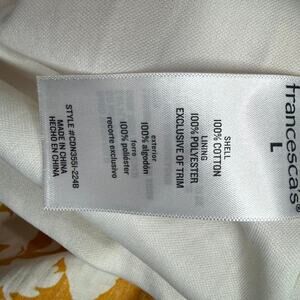 francesca's®
L
SHELL
100% COTTON
LINING
100% POLYESTER
EXCLUSIVE OF TRIM
exterior
100% algodón
forro
100% poliéster
recorte exclusivo
STYLE #CDN355I-224B
MADE IN CHINA
HECHO EN CHINA